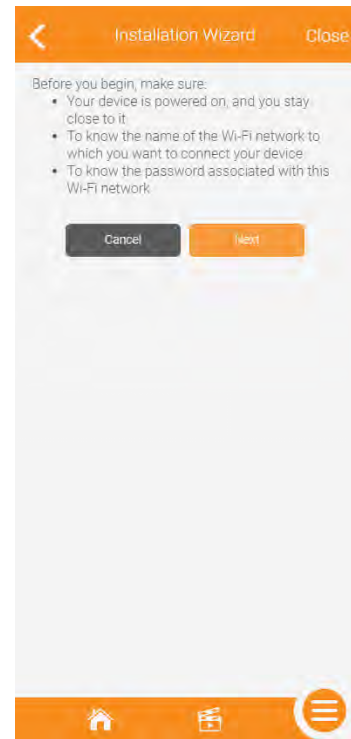 Installation Wizard Close
Before you begin, make sure:
• Your device is powered on, and you stay
close to it
• To know the name of the Wi-Fi network to
which you want to connect your device
• To know the password associated with this
Wi-Fi network
Cancel Next